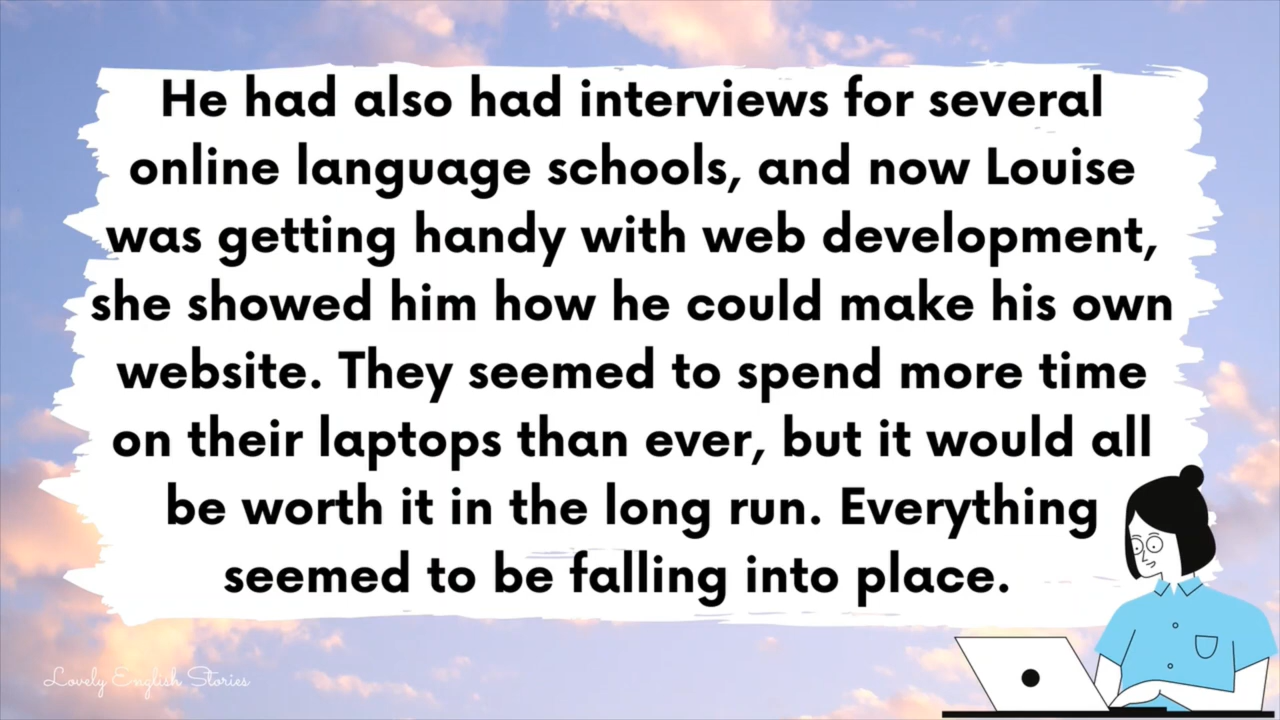 He had also had interviews for several
online language schools, and now Louise
was getting handy with web development,
she showed him how he could make his own
website. They seemed to spend more time
on their laptops than ever, but it would all
be worth it in the long run. Everything
seemed to be falling into place.
Lovely English Stories